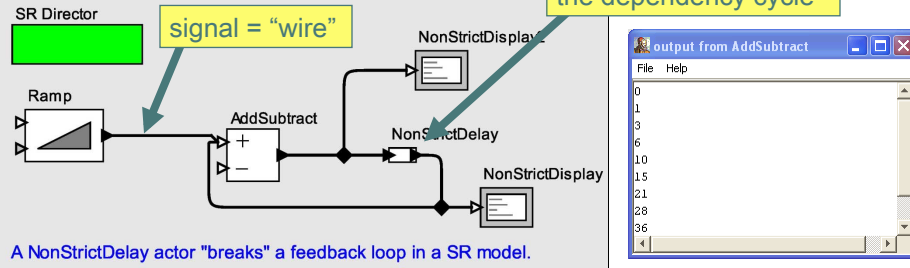 SR Director
signal = “wire”
the dependency cycle
NonStrictDisplay2
Ramp
AddSubtract
+
−
NonStrictDelay
NonStrictDisplay
A NonStrictDelay actor "breaks" a feedback loop in a SR model.
output from AddSubtract
File Help
0
1
3
6
10
15
21
28
36